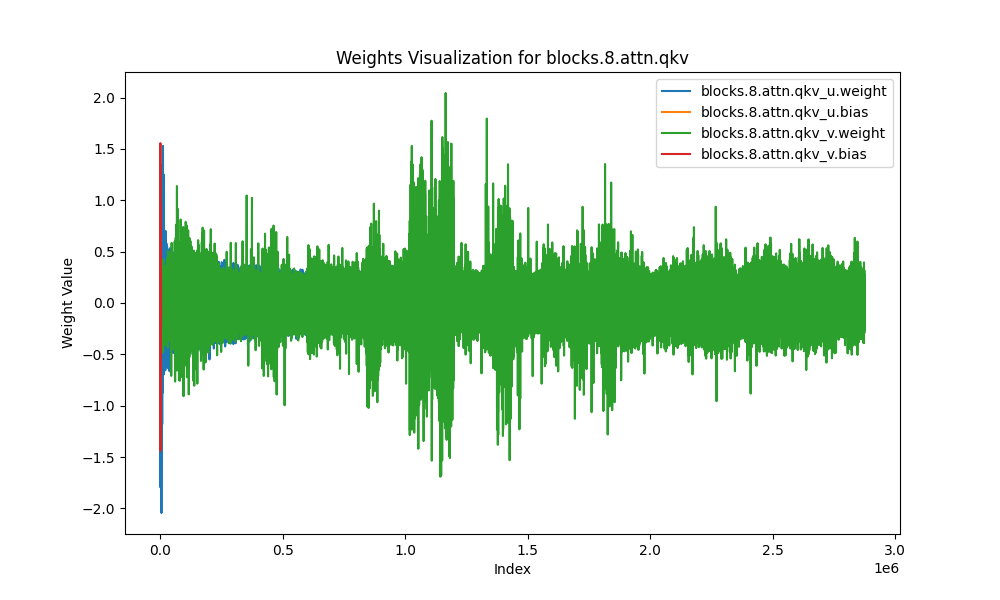 Weights Visualization for blocks.8.attn.qkv
blocks.8.attn.qkv_u.weight
blocks.8.attn.qkv_u.bias
blocks.8.attn.qkv_v.weight
blocks.8.attn.qkv_v.bias
Weight Value
2.0
1.5
1.0
0.5
0.0
−0.5
−1.0
−1.5
−2.0
0.0 0.5 1.0 1.5 2.0 2.5 3.0
1e6
Index